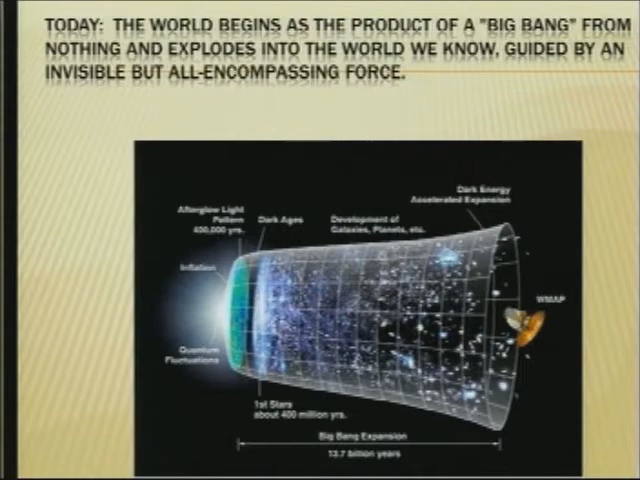 TODAY: THE WORLD BEGINS AS THE PRODUCT OF A "BIG BANG" FROM
NOTHING AND EXPLODES INTO THE WORLD WE KNOW, GUIDED BY AN
INVISIBLE BUT ALL-ENCOMPASSING FORCE.
Dark Energy
Accelerated Expansion
Afterglow Light
Pattern
400,000 yrs.
Dark Ages
Development of
Galaxies, Planets, etc.
Inflation
WMAP
Quantum
Fluctuations
1st Stars
about 400 million yrs.
Big Bang Expansion
13.7 billion years